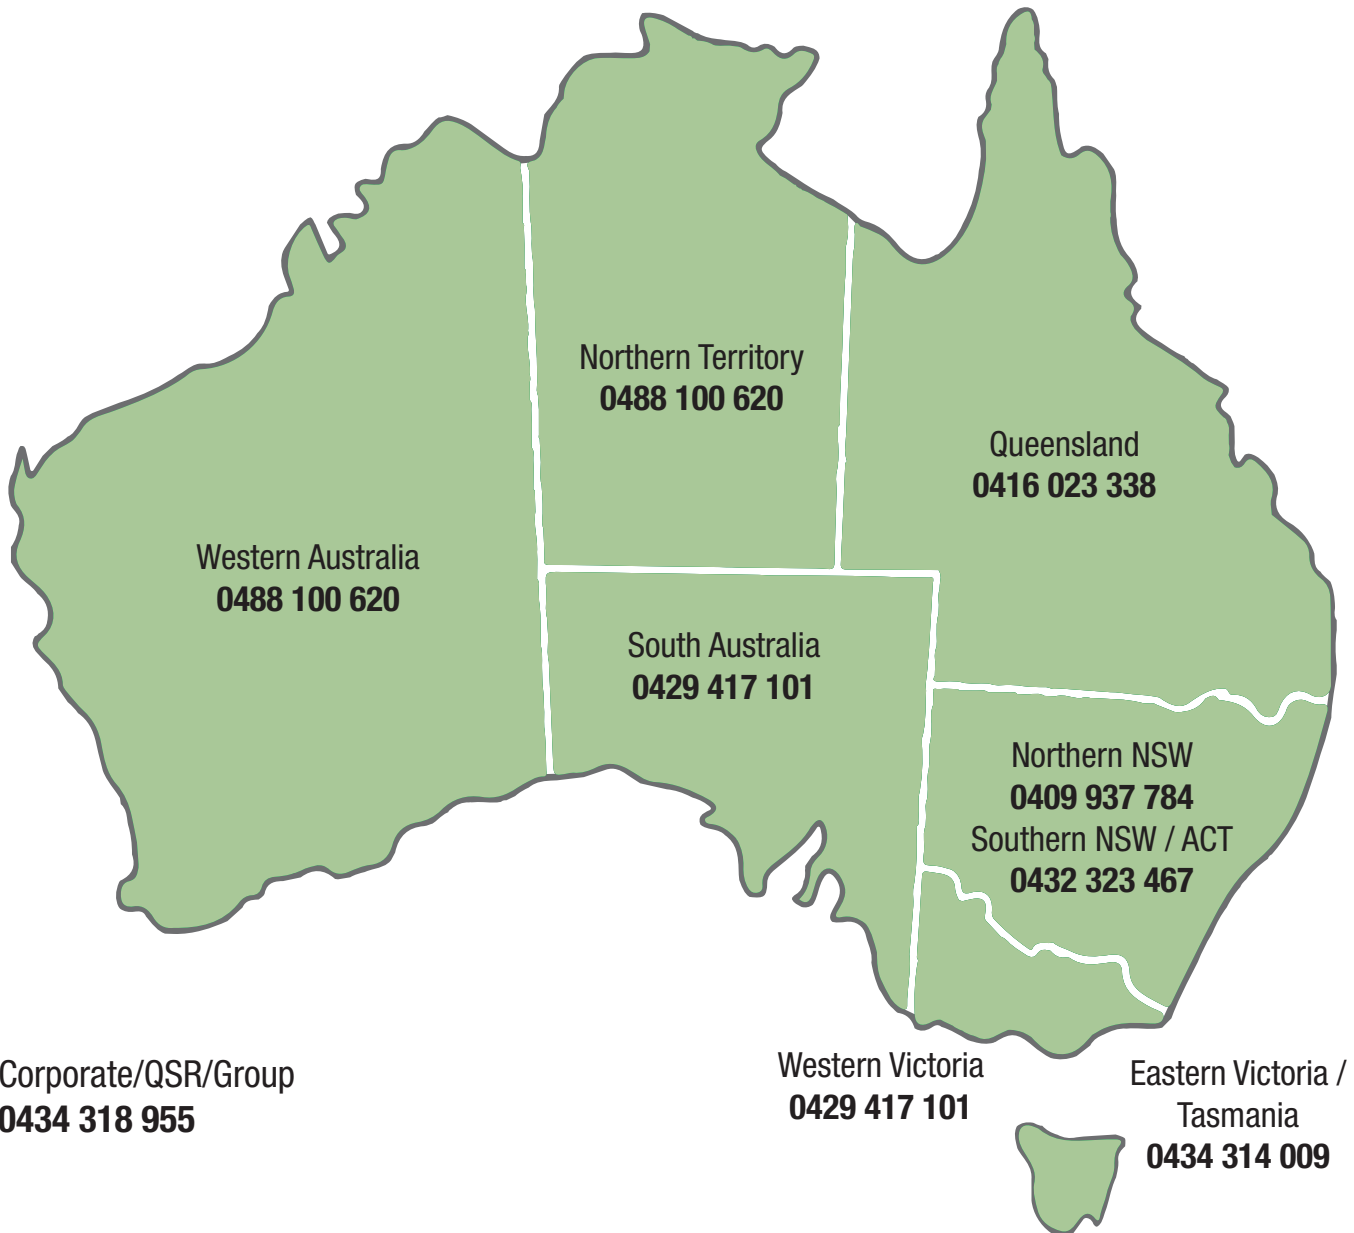 Northern Territory
0488 100 620
Queensland
0416 023 338
Western Australia
0488 100 620
South Australia
0429 417 101
Northern NSW
0409 937 784
Southern NSW / ACT
0432 323 467
Corporate/QSR/Group
0434 318 955
Western Victoria
0429 417 101
Eastern Victoria /
Tasmania
0434 314 009